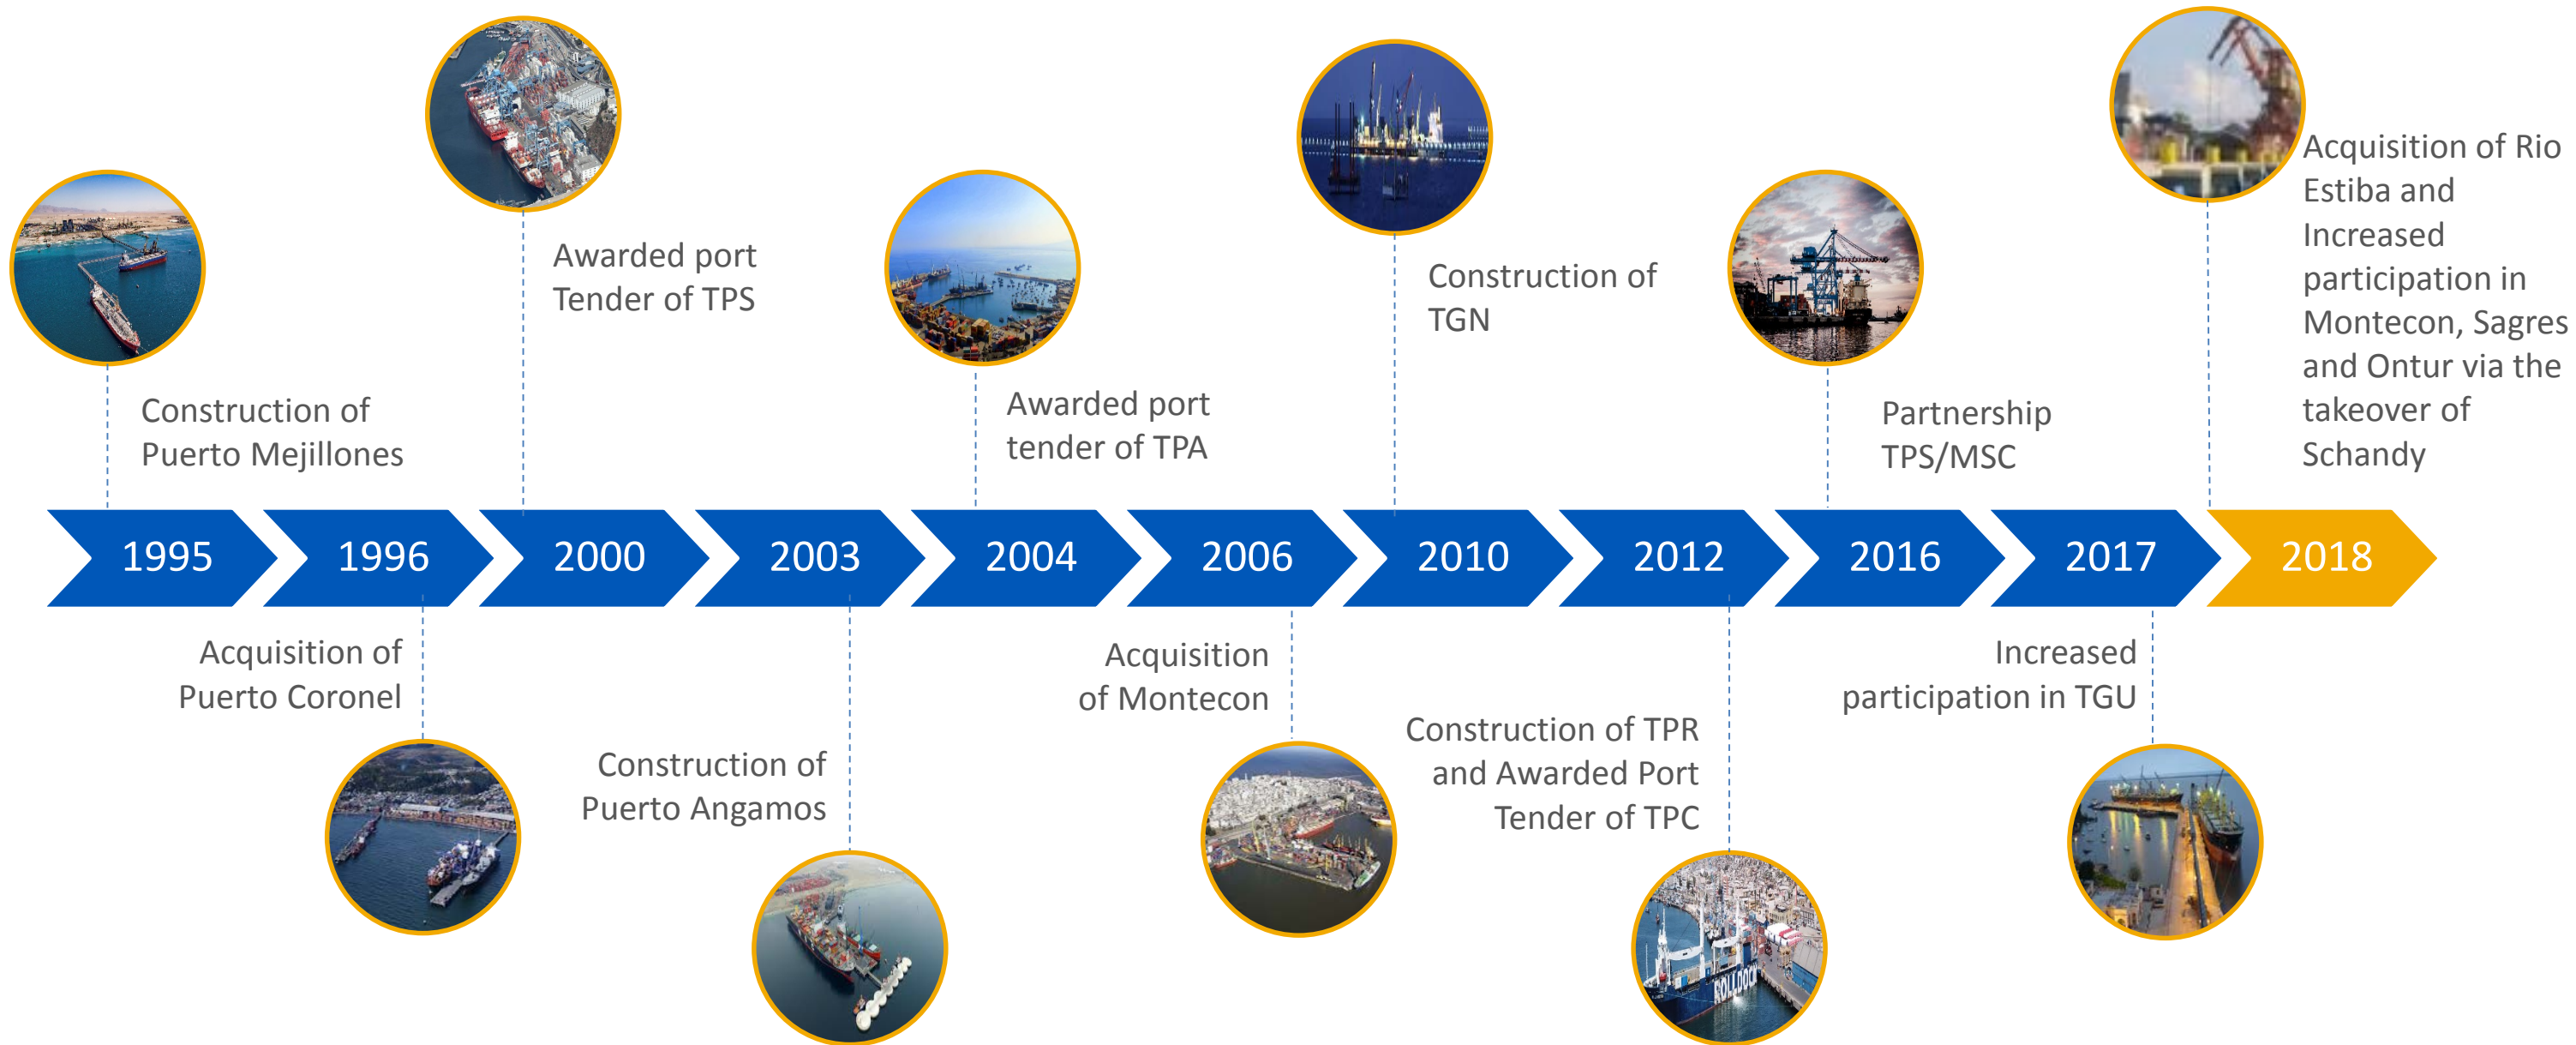 Acquisition of Rio
Estiba and
Increased
participation in
Montecon, Sagres
and Ontur via the
takeover of
Schandy
Awarded port
Tender of TPS
Construction of
TGN
Construction of
Puerto Mejillones
Awarded port
tender of TPA
Partnership
TPS/MSC
1995
1996
2000
2003
2004
2006
2010
2012
2016
2017
2018
Acquisition of
Puerto Coronel
Construction of
Puerto Angamos
Acquisition
of Montecon
Construction of TPR
and Awarded Port
Tender of TPC
Increased
participation in TGU
ROLLDOCK